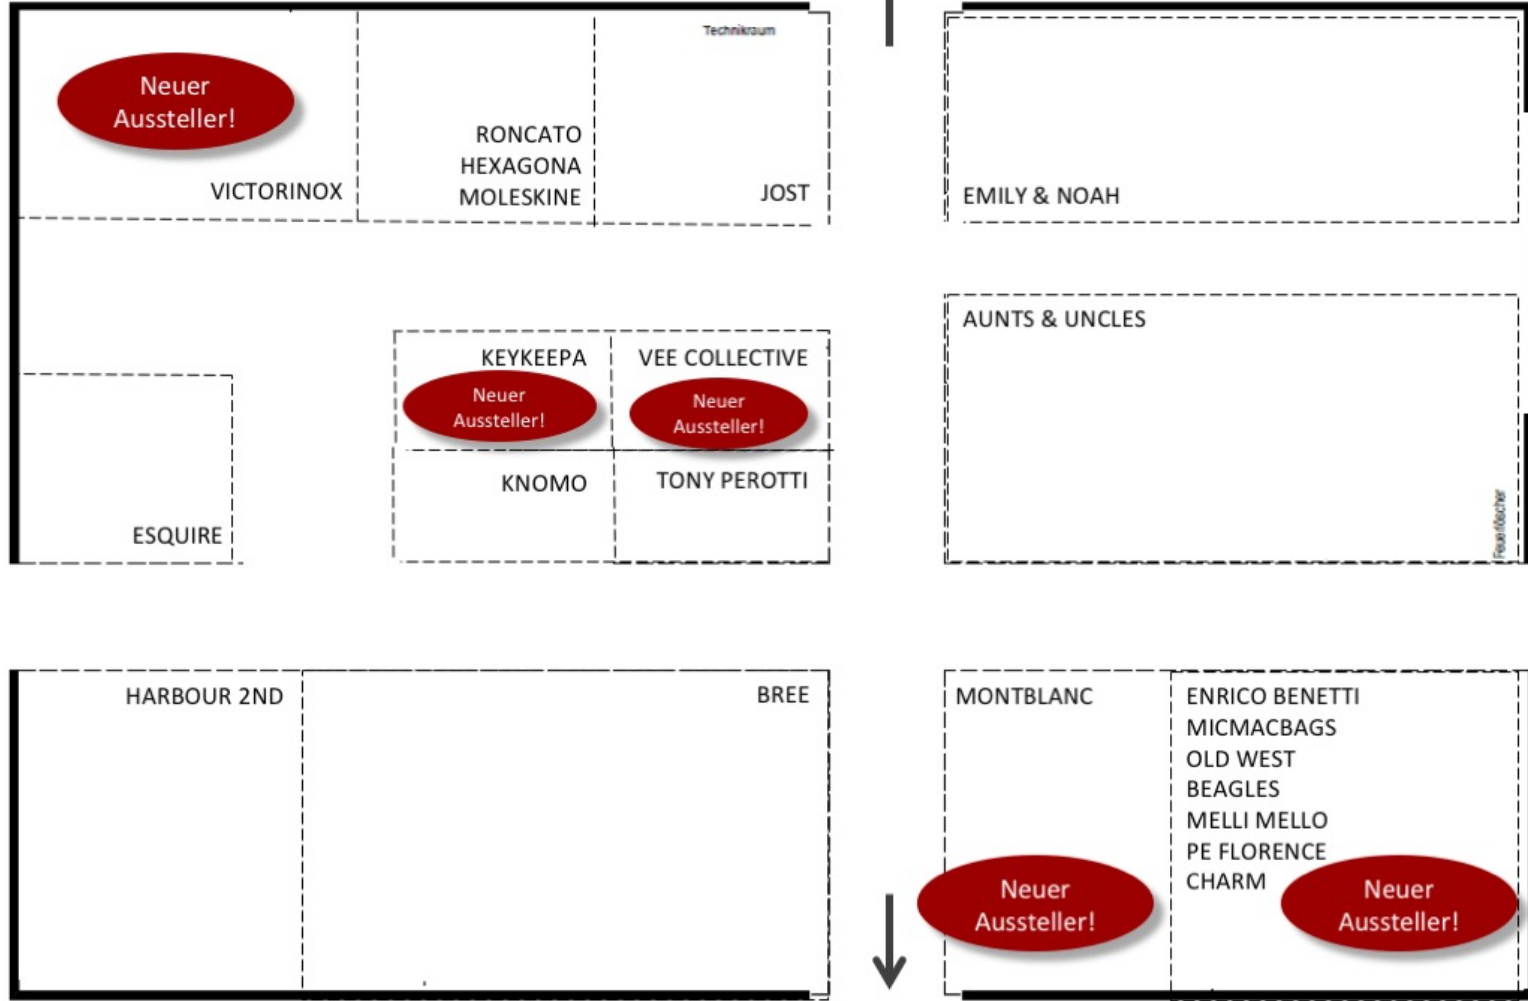 Technikraum
Neuer
Aussteller!
VICTORINOX
RONCATO
HEXAGONA
MOLESKINE
JOST
EMILY & NOAH
AUNTS & UNCLES
KEYKEEPA
Neuer
Aussteller!
VEE COLLECTIVE
Neuer
Aussteller!
KNOMO
TONY PEROTTI
ESQUIRE
Feuerlöscher
HARBOUR 2ND
BREE
MONTBLANC
Neuer
Aussteller!
ENRICO BENETTI
MICMACBAGS
OLD WEST
BEAGLES
MELLI MELLO
PE FLORENCE
CHARM
Neuer
Aussteller!